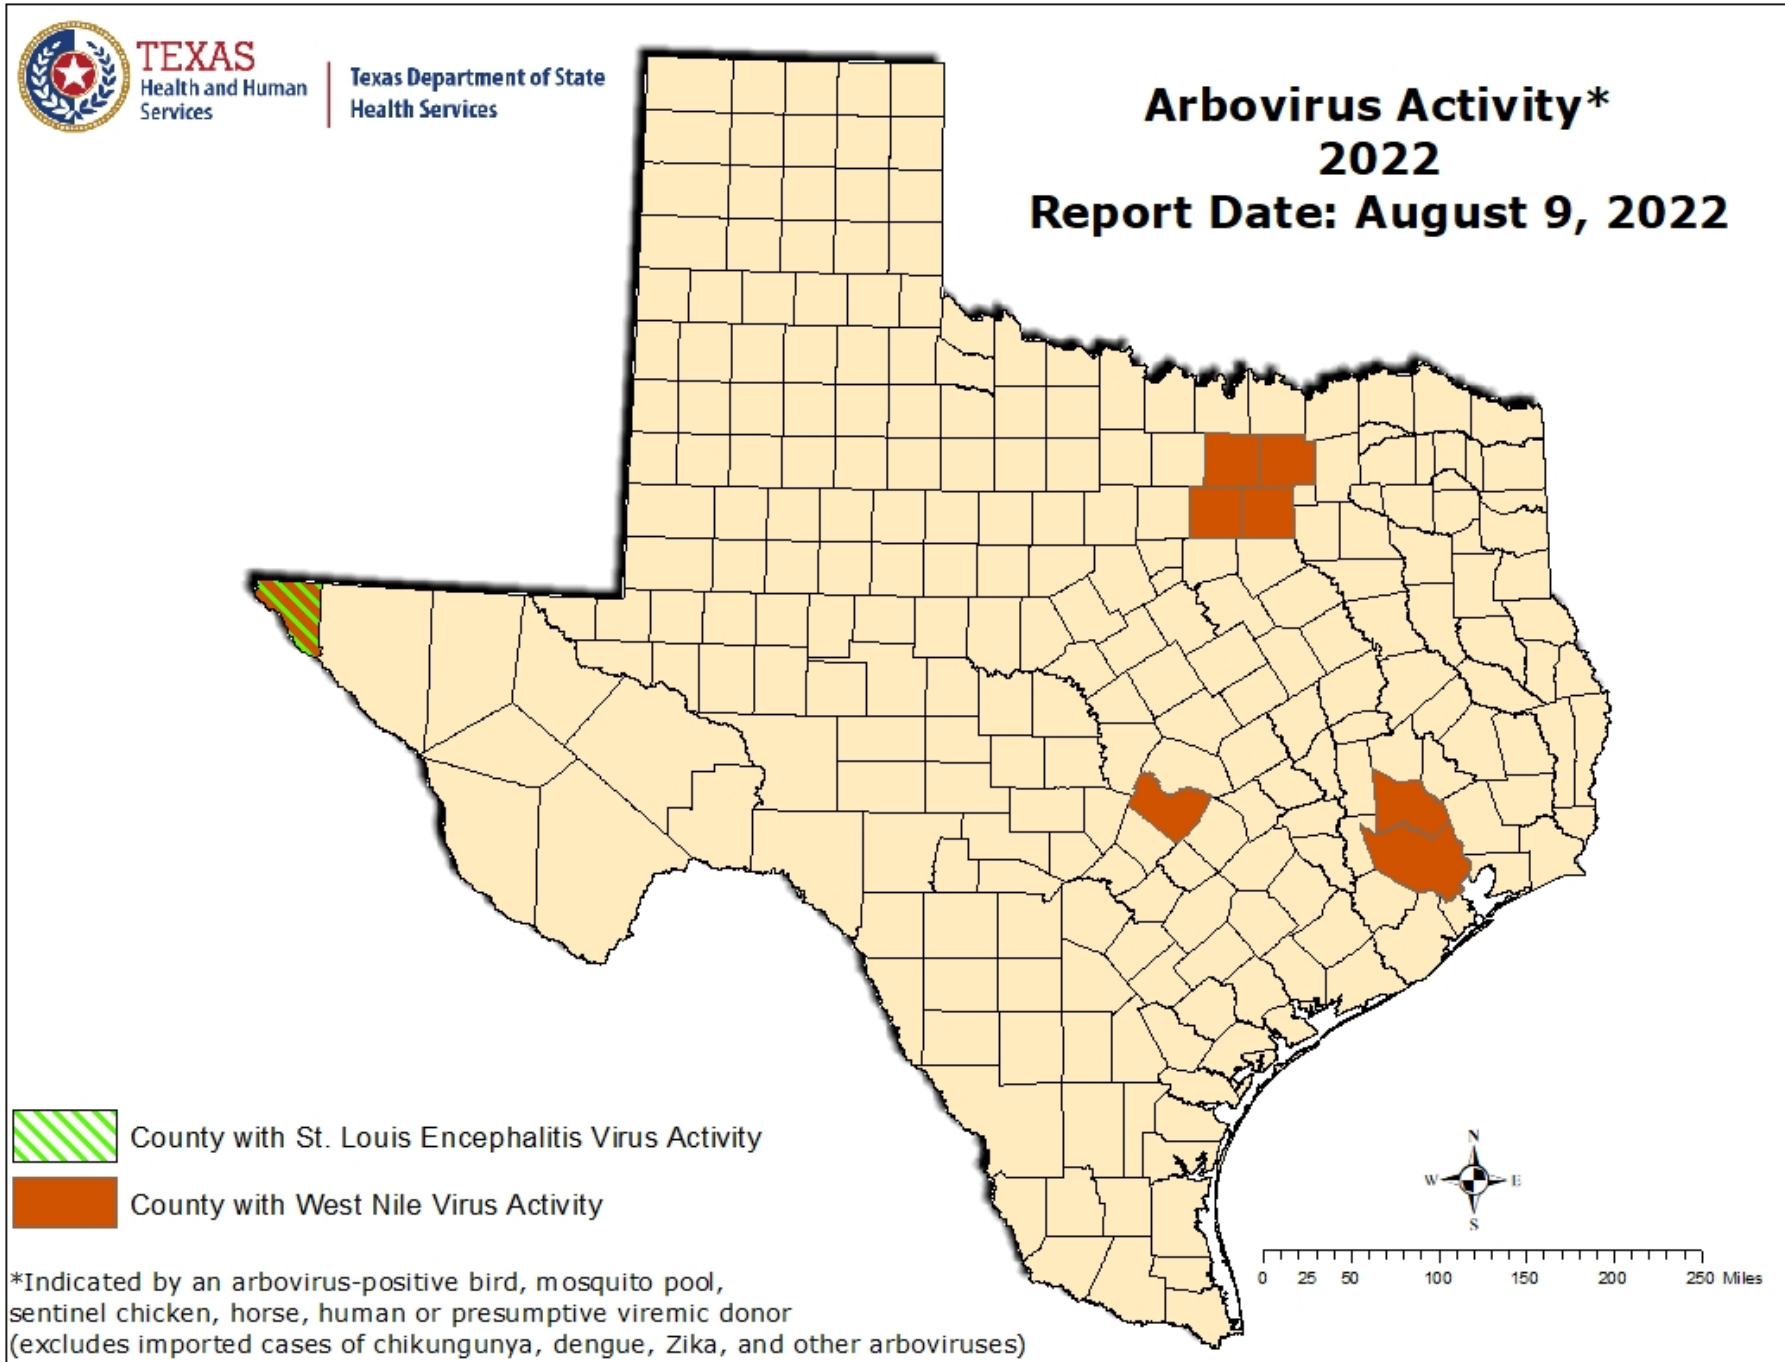 TEXAS
Health and Human
Services
Texas Department of State
Health Services
Arbovirus Activity*
2022
Report Date: August 9, 2022
County with St. Louis Encephalitis Virus Activity
County with West Nile Virus Activity
*Indicated by an arbovirus-positive bird, mosquito pool,
sentinel chicken, horse, human or presumptive viremic donor
(excludes imported cases of chikungunya, dengue, Zika, and other arboviruses)
N
W E
S
0 25 50 100 150 200 250 Miles